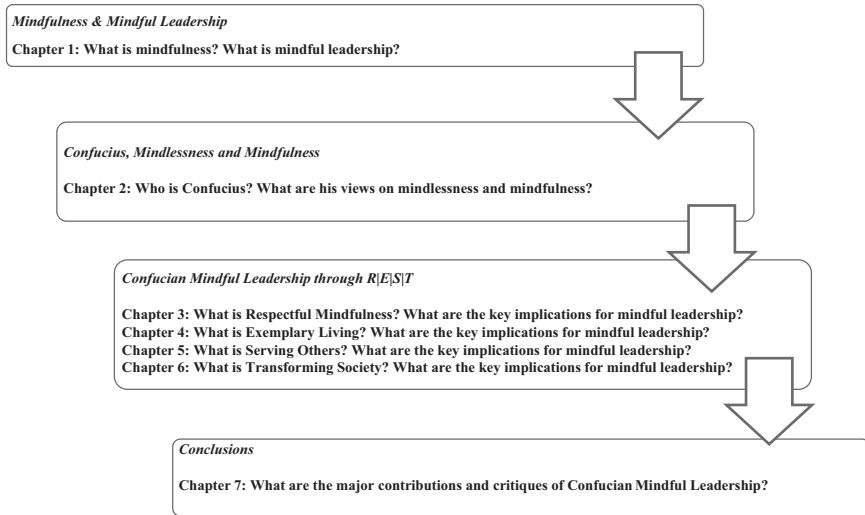 Mindfulness & Mindful Leadership
Chapter 1: What is mindfulness? What is mindful leadership?
Confucius, Mindlessness and Mindfulness
Chapter 2: Who is Confucius? What are his views on mindlessness and mindfulness?
Confucian Mindful Leadership through R|E|S|T
Chapter 3: What is Respectful Mindfulness? What are the key implications for mindful leadership?
Chapter 4: What is Exemplary Living? What are the key implications for mindful leadership?
Chapter 5: What is Serving Others? What are the key implications for mindful leadership?
Chapter 6: What is Transforming Society? What are the key implications for mindful leadership?
Conclusions
Chapter 7: What are the major contributions and critiques of Confucian Mindful Leadership?